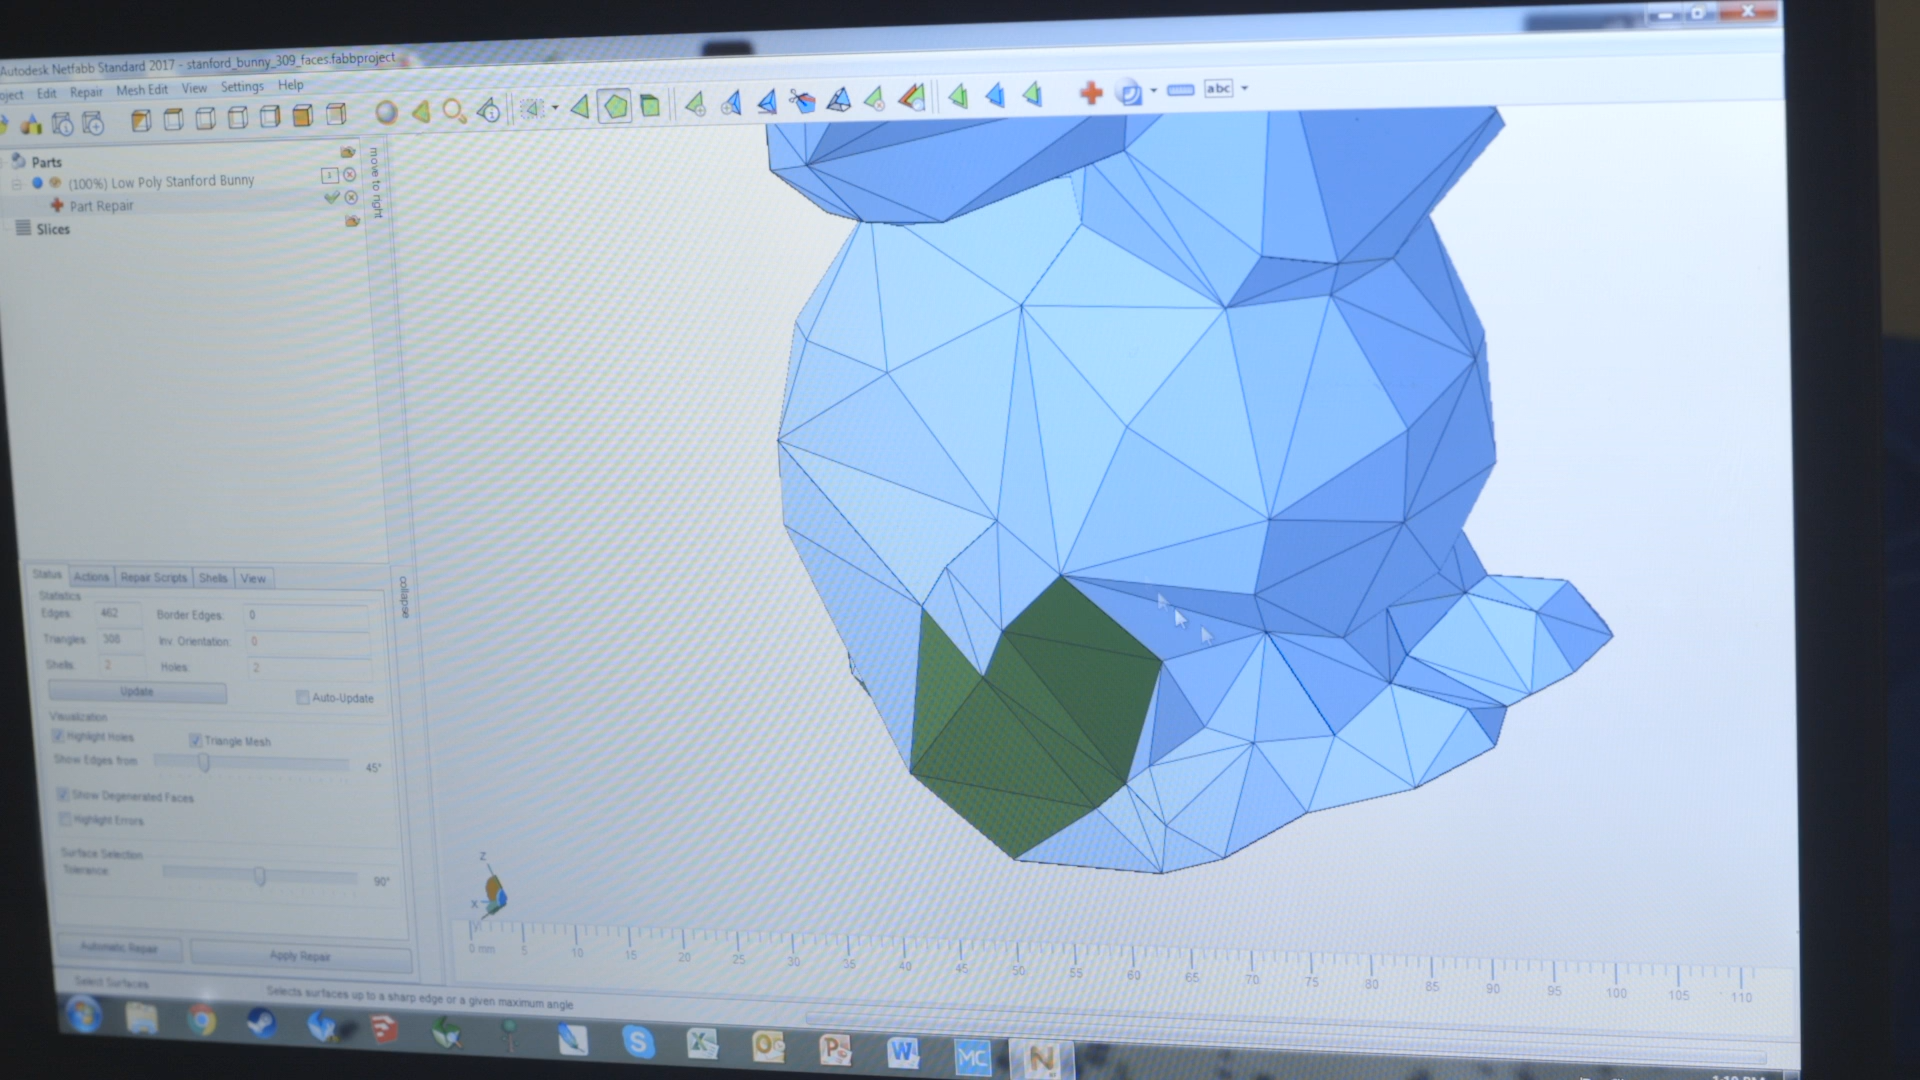 Autodesk Netfabb Standard 2017 - stanford_bunny_309_faces.fabbproject
oject Edit Repair Mesh Edit View Settings Help
abc
Parts
(100%) Low Poly Stanford Bunny
1
Part Repair
Slices
move to right
collapse
Status Actions Repair Scripts Shells View
Statistics
Edges: 462 Border Edges: 0
Triangles: 308 Inv. Orientation: 0
Shells: 2 Holes: 2
Update Auto-Update
Visualization
Highlight Holes Triangle Mesh
Show Edges from 45°
Show Degenerated Faces
Highlight Errors
Surface Selection
Tolerance: 90°
Automatic Repair Apply Repair
Z
X
0 mm 5 10 15 20 25 30 35 40 45 50 55 60 65 70 75 80 85 90 95 100 105 110
Select Surfaces Selects surfaces up to a sharp edge or a given maximum angle
S X O P W MC N